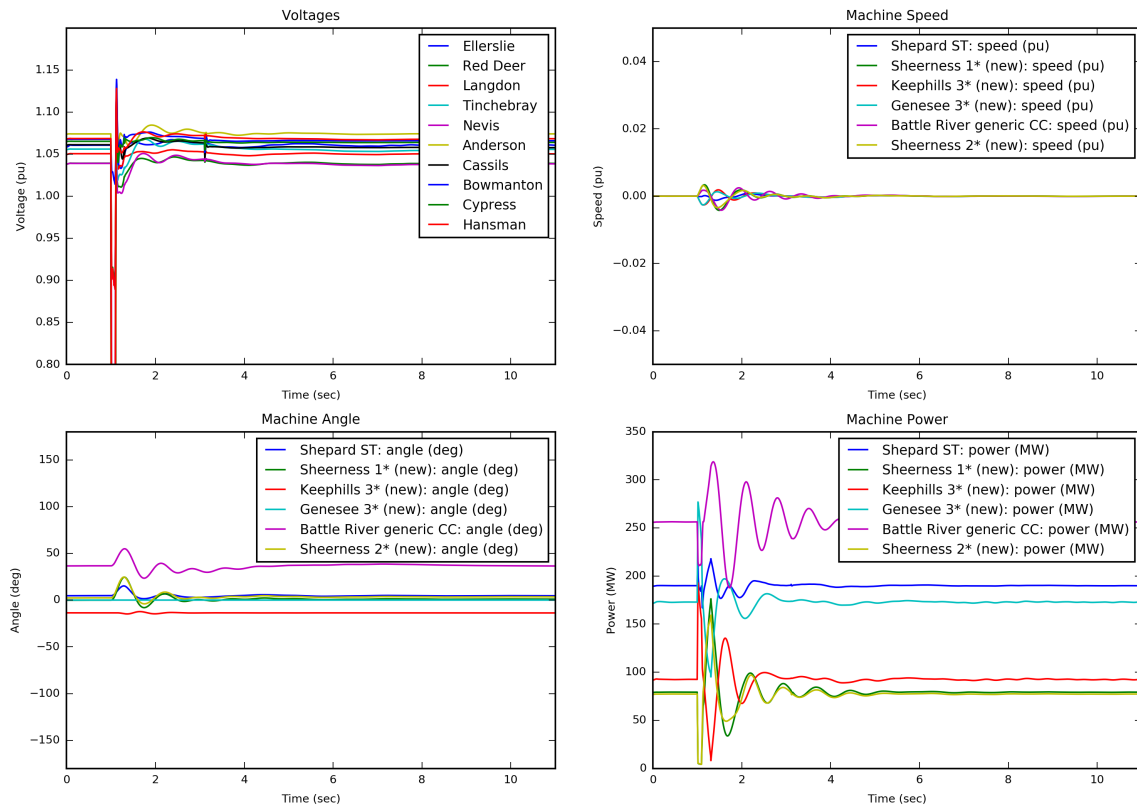 Voltages
1.15
1.10
1.05
1.00
0.95
0.90
0.85
0.80
Voltage (pu)
0 2 4 6 8 10
Time (sec)
Ellerslie
Red Deer
Langdon
Tinchebray
Nevis
Anderson
Cassils
Bowmanton
Cypress
Hansman
Machine Speed
0.04
0.02
0.00
−0.02
−0.04
Speed (pu)
0 2 4 6 8 10
Time (sec)
Shepard ST: speed (pu)
Sheerness 1* (new): speed (pu)
Keephills 3* (new): speed (pu)
Genesee 3* (new): speed (pu)
Battle River generic CC: speed (pu)
Sheerness 2* (new): speed (pu)
Machine Angle
150
100
50
0
−50
−100
−150
Angle (deg)
0 2 4 6 8 10
Time (sec)
Shepard ST: angle (deg)
Sheerness 1* (new): angle (deg)
Keephills 3* (new): angle (deg)
Genesee 3* (new): angle (deg)
Battle River generic CC: angle (deg)
Sheerness 2* (new): angle (deg)
Machine Power
350
300
250
200
150
100
50
0
Power (MW)
0 2 4 6 8 10
Time (sec)
Shepard ST: power (MW)
Sheerness 1* (new): power (MW)
Keephills 3* (new): power (MW)
Genesee 3* (new): power (MW)
Battle River generic CC: power (MW)
Sheerness 2* (new): power (MW)